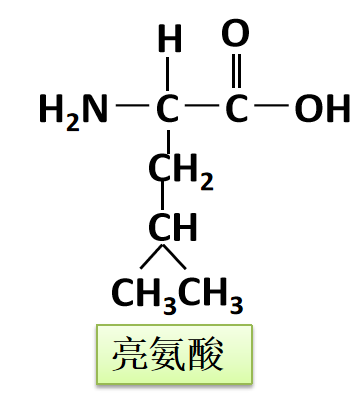 H O
H₂N C C OH
CH₂
CH
CH₃CH₃
亮氨酸